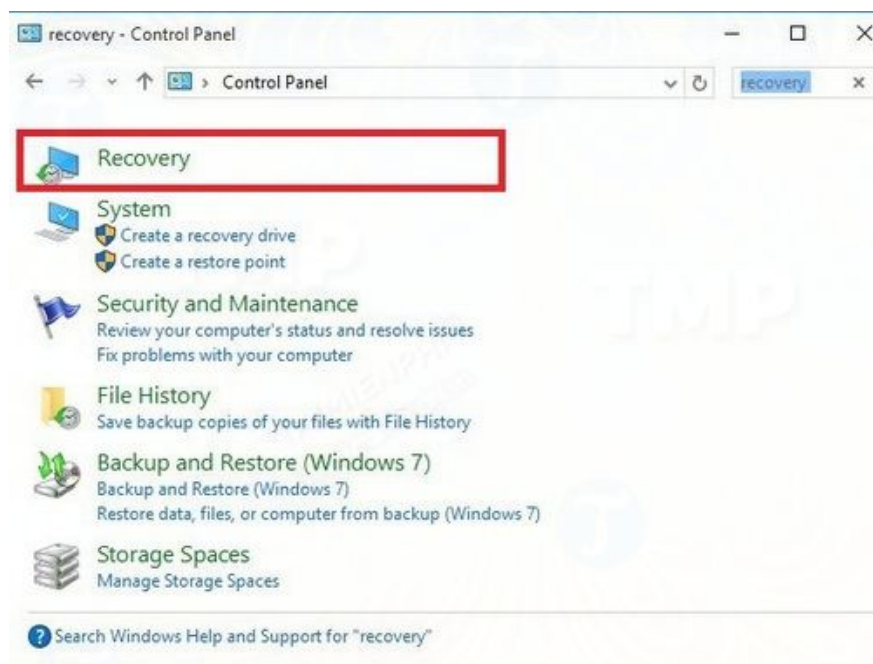 recovery - Control Panel
Control Panel
recovery
Recovery
System
Create a recovery drive
Create a restore point
Security and Maintenance
Review your computer's status and resolve issues
Fix problems with your computer
File History
Save backup copies of your files with File History
Backup and Restore (Windows 7)
Backup and Restore (Windows 7)
Restore data, files, or computer from backup (Windows 7)
Storage Spaces
Manage Storage Spaces
Search Windows Help and Support for "recovery"
TMP